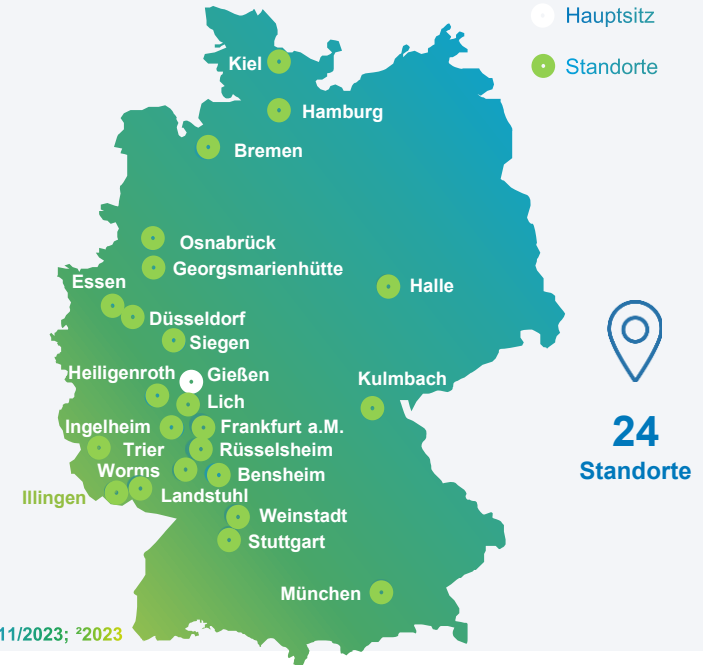 Hauptsitz
Kiel
Standorte
Hamburg
Bremen
Osnabrück
Georgsmarienhütte
Essen
Halle
Düsseldorf
Siegen
Heiligenroth
Gießen
Kulmbach
Lich
Ingelheim
Frankfurt a.M.
24
Trier
Rüsselsheim
Standorte
Worms
Bensheim
Illingen
Landstuhl
Weinstadt
Stuttgart
München
11/2023; ²2023